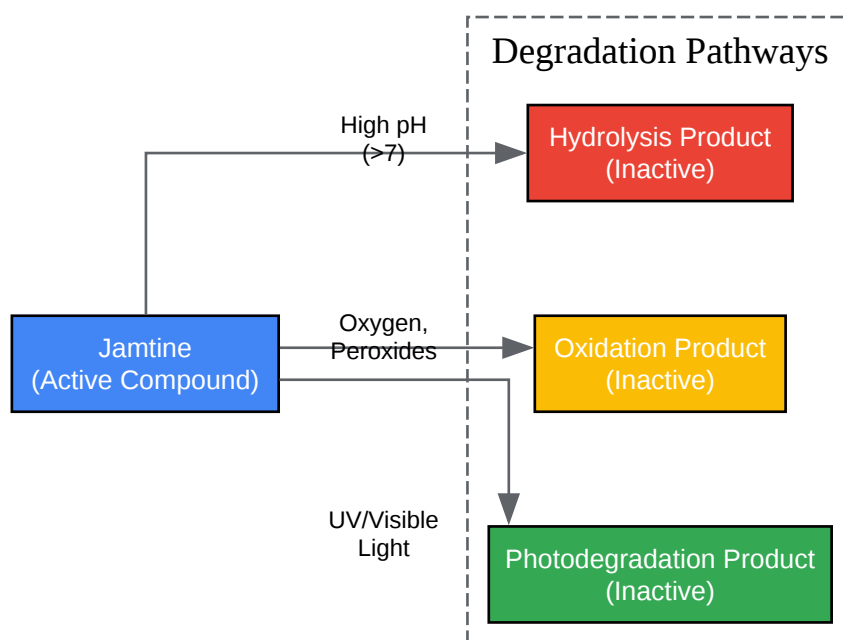 Degradation Pathways
High pH
(>7)
Hydrolysis Product
(Inactive)
Jamtine
(Active Compound)
Oxygen,
Peroxides
Oxidation Product
(Inactive)
UV/Visible
Light
Photodegradation Product
(Inactive)